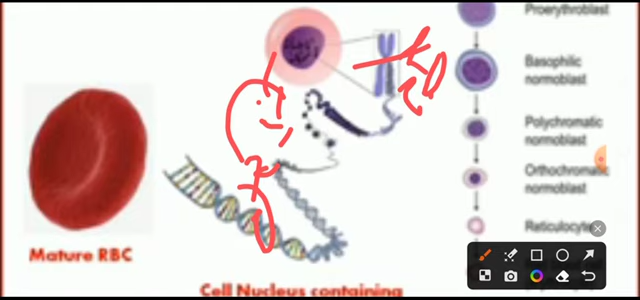 Proerythroblast
Basophilic
normoblast
Polychromatic
normoblast
Orthochromatic
normoblast
Reticulocyte
Mature RBC
Cell Nucleus containing